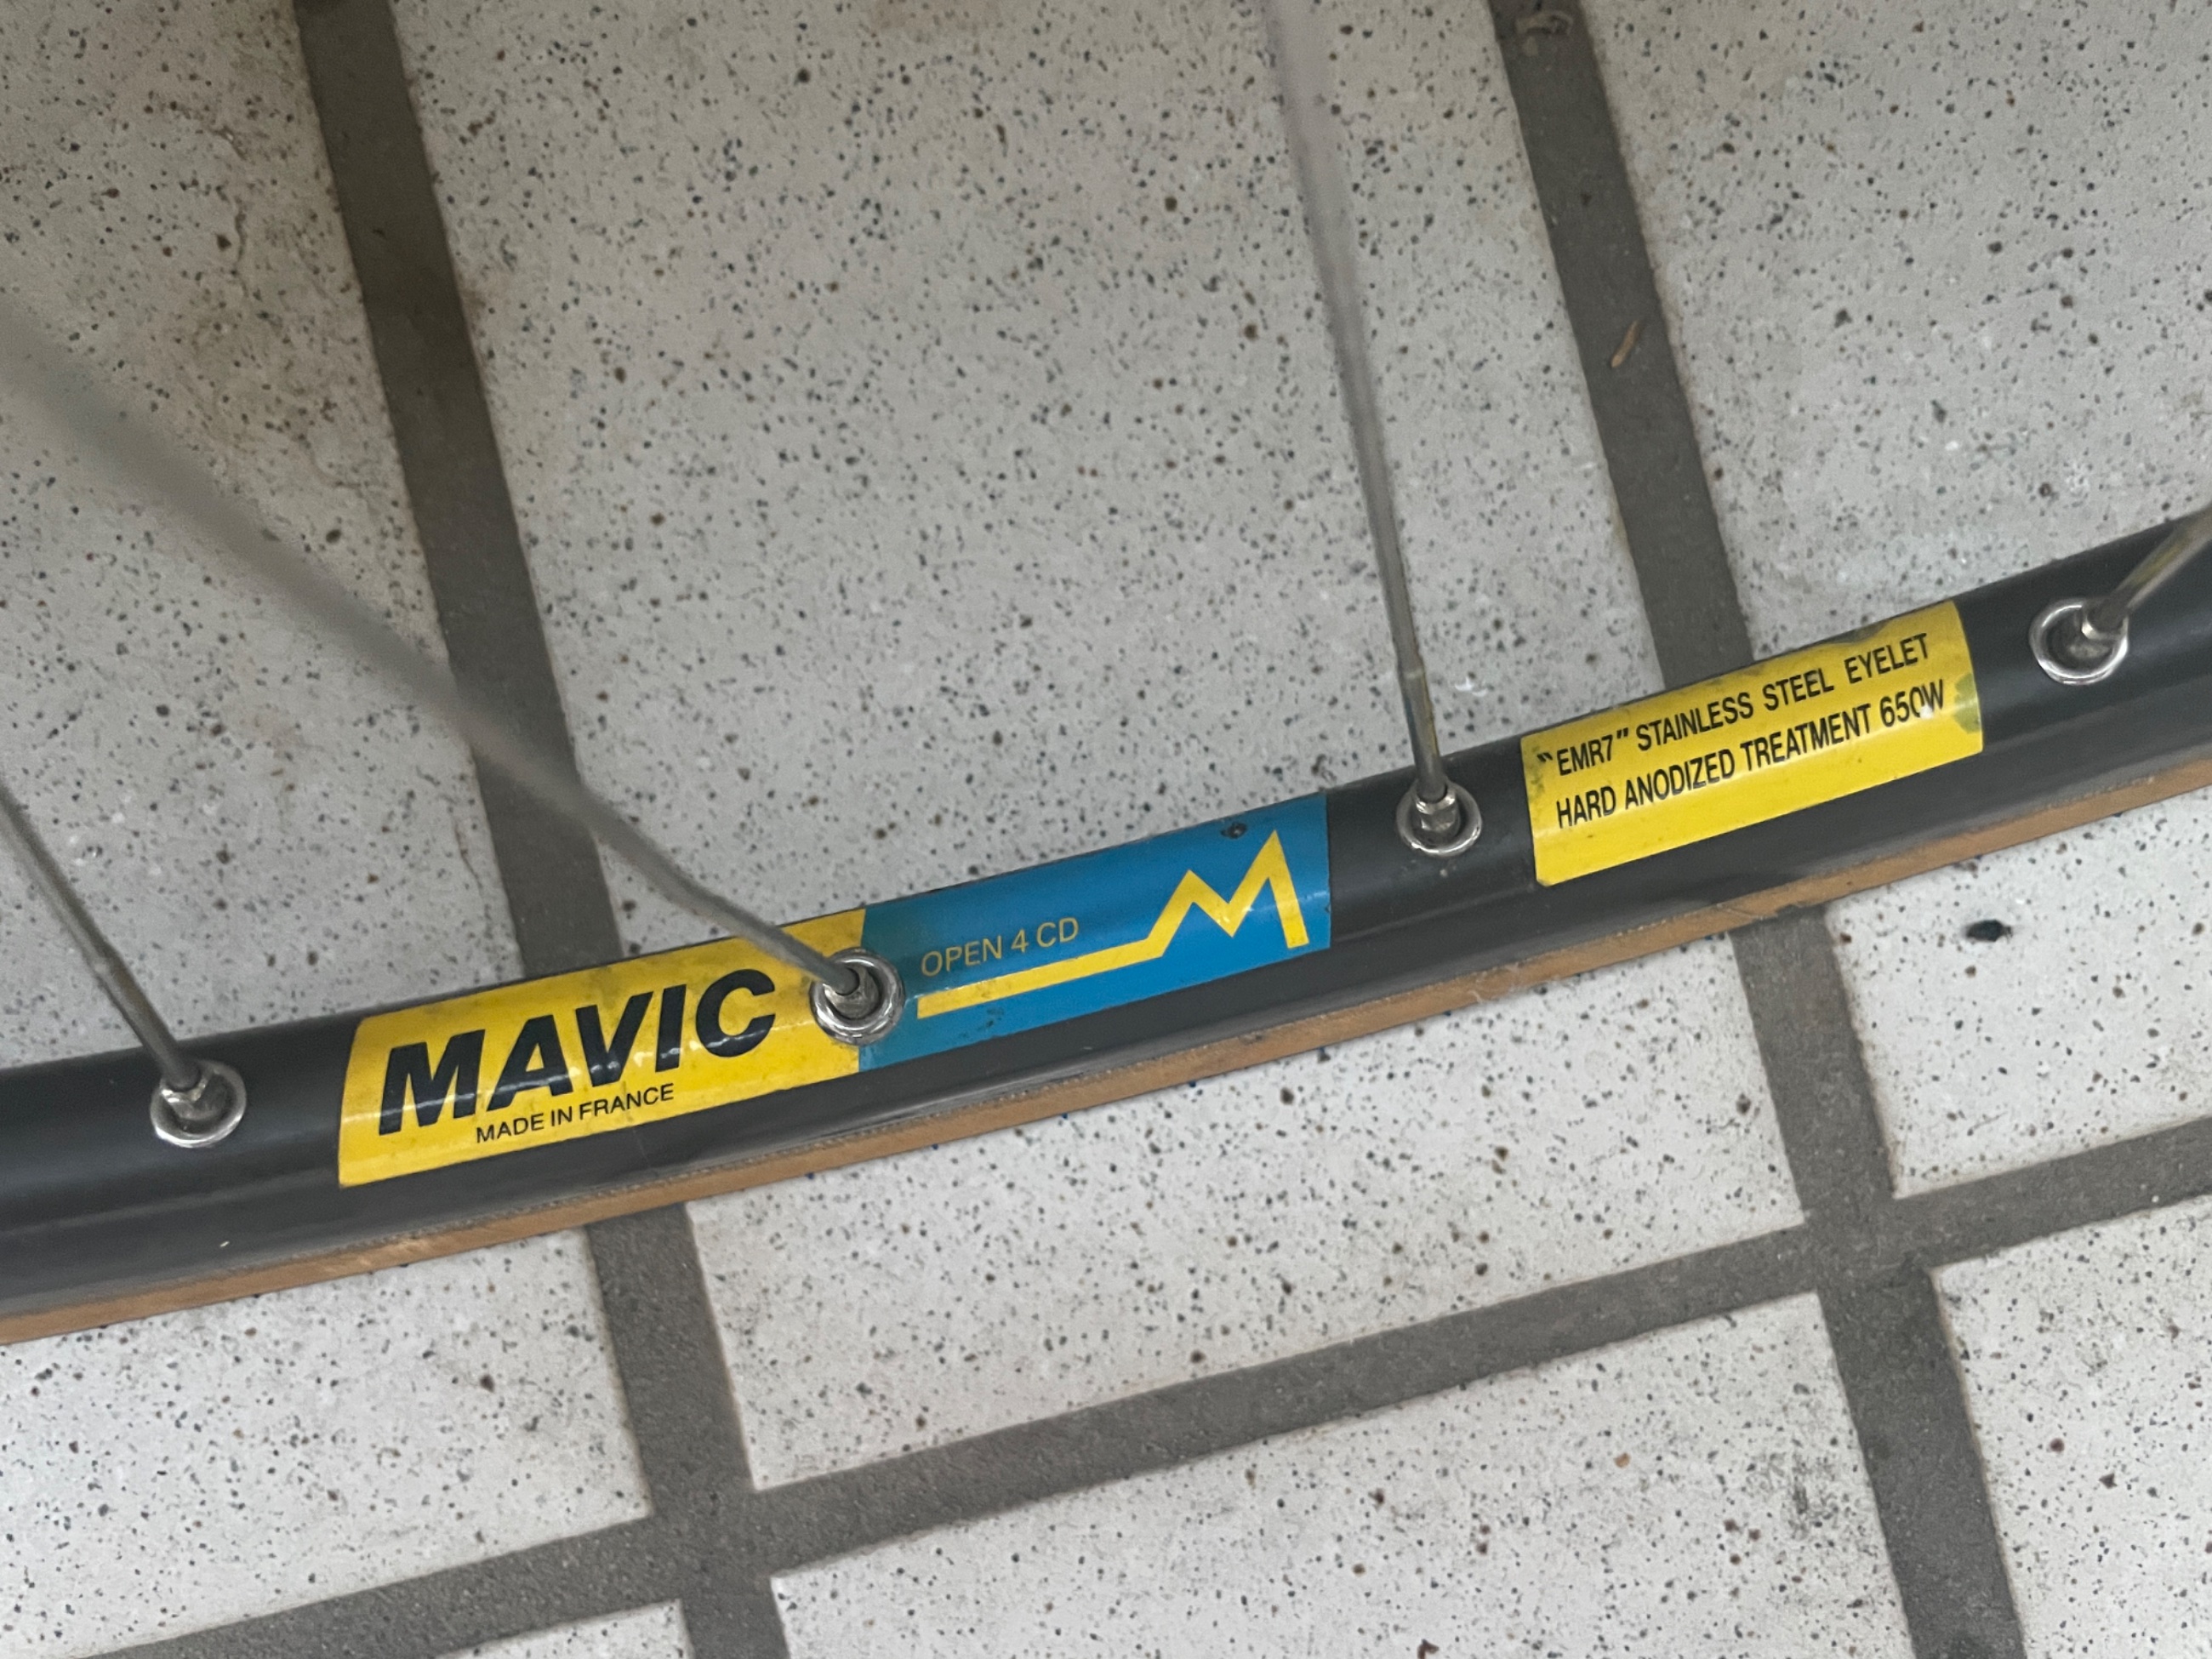 MAVIC
MADE IN FRANCE
OPEN 4 CD
"EMR7" STAINLESS STEEL EYELET
HARD ANODIZED TREATMENT 650W